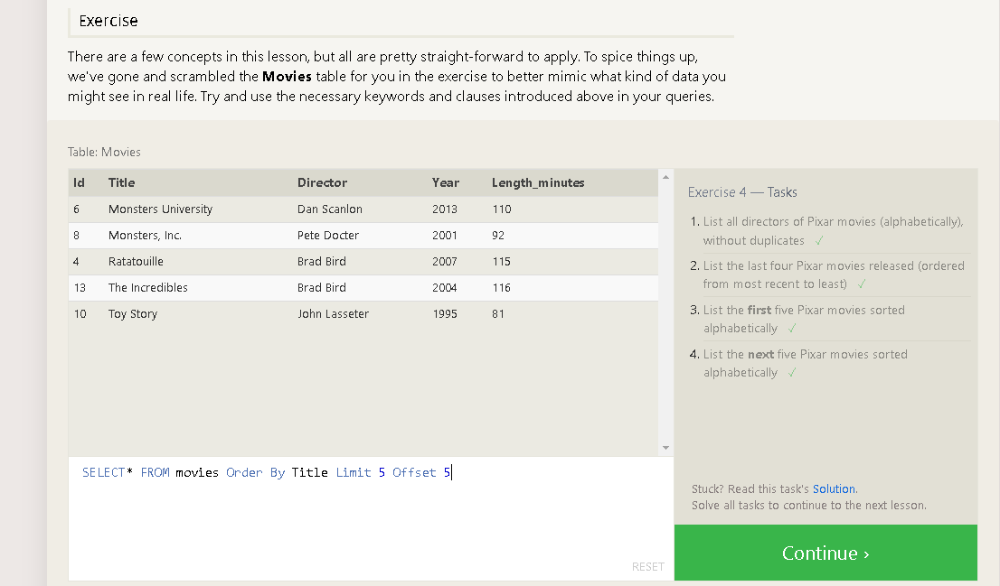 Exercise
There are a few concepts in this lesson, but all are pretty straight-forward to apply. To spice things up,
we've gone and scrambled the Movies table for you in the exercise to better mimic what kind of data you
might see in real life. Try and use the necessary keywords and clauses introduced above in your queries.
Table: Movies
Id Title Director Year Length_minutes
6 Monsters University Dan Scanlon 2013 110
8 Monsters, Inc. Pete Docter 2001 92
4 Ratatouille Brad Bird 2007 115
13 The Incredibles Brad Bird 2004 116
10 Toy Story John Lasseter 1995 81
SELECT* FROM movies Order By Title Limit 5 Offset 5
RESET
Exercise 4 — Tasks
1. List all directors of Pixar movies (alphabetically),
without duplicates ✓
2. List the last four Pixar movies released (ordered
from most recent to least) ✓
3. List the first five Pixar movies sorted
alphabetically ✓
4. List the next five Pixar movies sorted
alphabetically ✓
Stuck? Read this task's Solution.
Solve all tasks to continue to the next lesson.
Continue ›